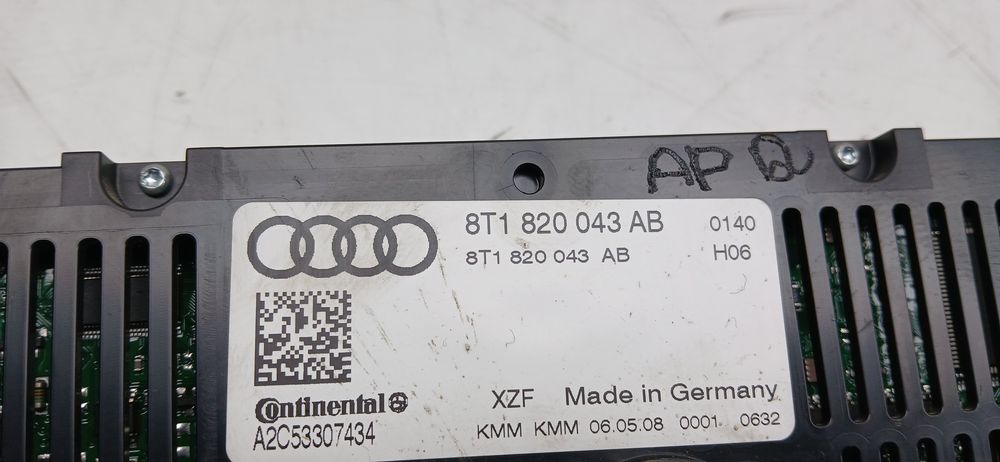 AP
8T1 820 043 AB 0140
8T1 820 043 AB H06
Continental
A2C53307434
XZF Made in Germany
KMM KMM 06.05.08 0001 0632